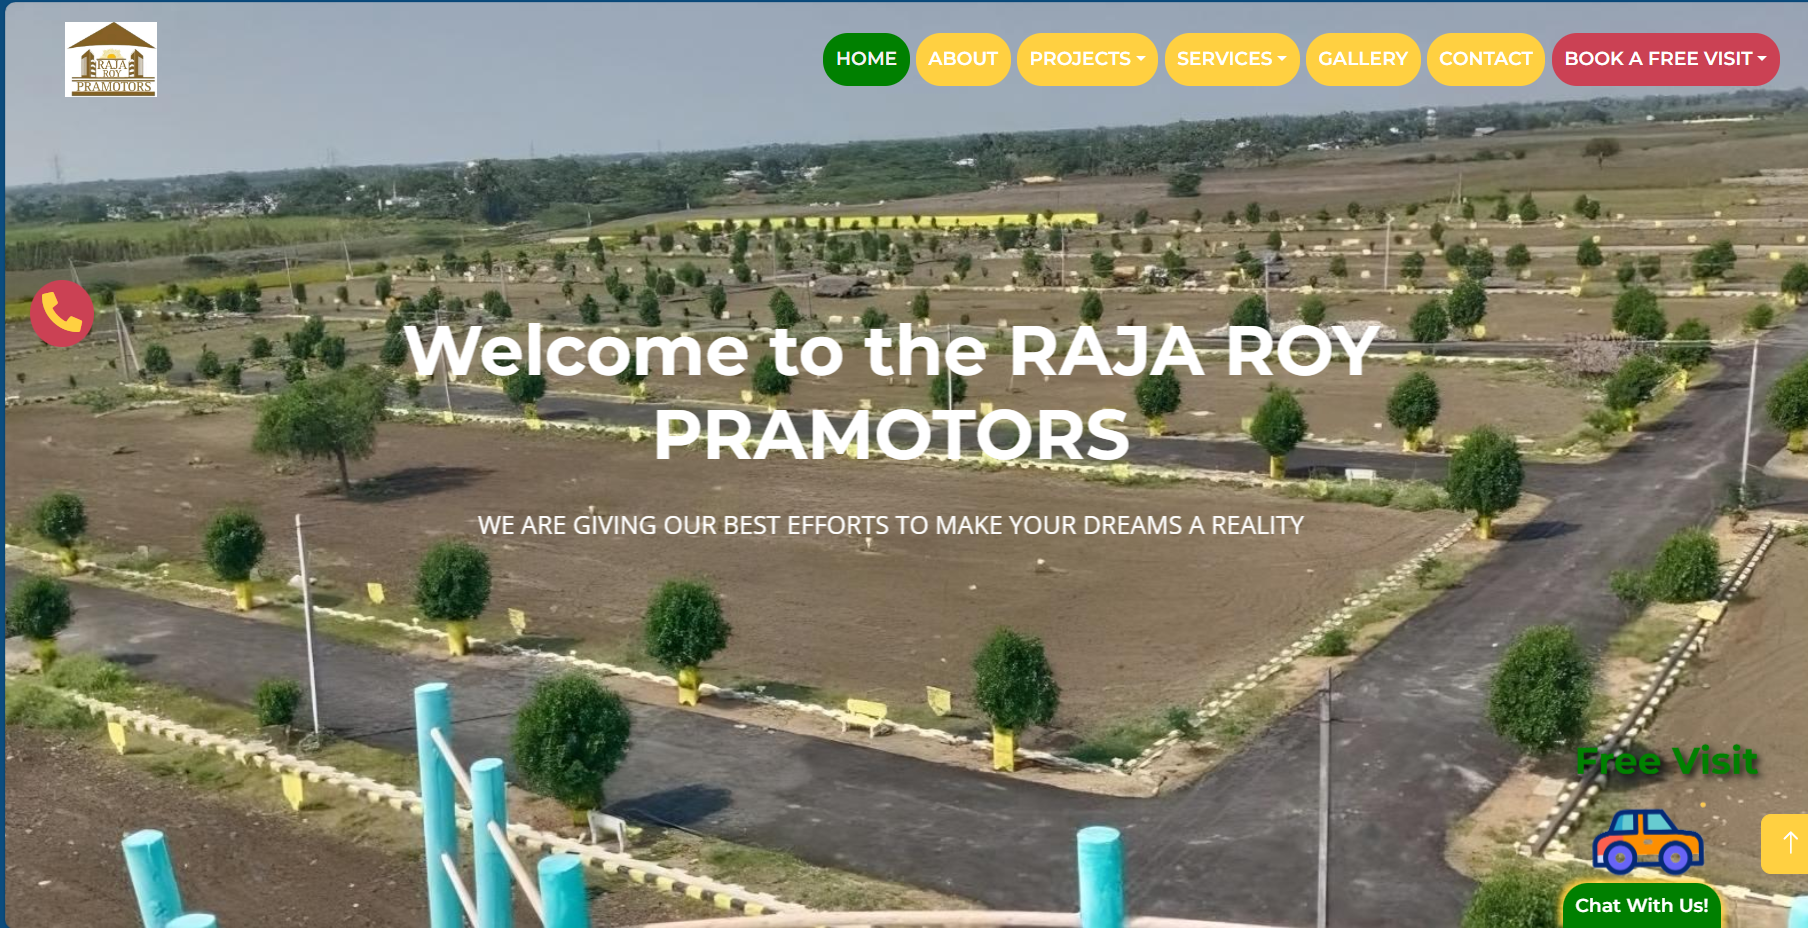 RAJA
ROY
PRAMOTORS
HOME
ABOUT
PROJECTS
SERVICES
GALLERY
CONTACT
BOOK A FREE VISIT
Welcome to the RAJA ROY
PRAMOTORS
WE ARE GIVING OUR BEST EFFORTS TO MAKE YOUR DREAMS A REALITY
Free Visit
Chat With Us!